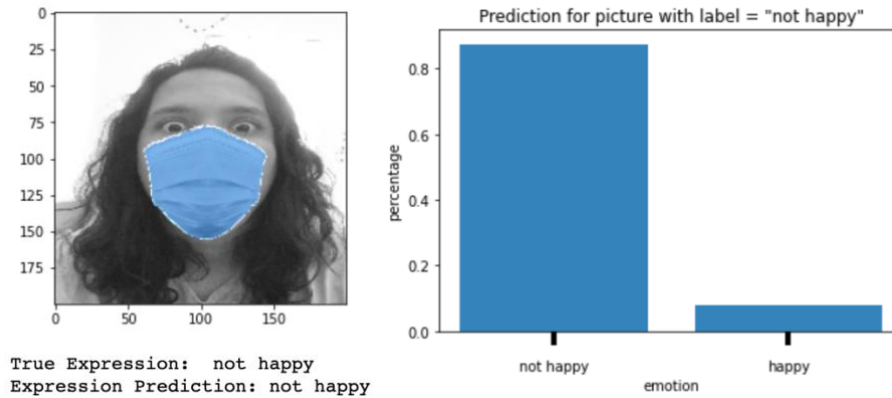 0
25
50
75
100
125
150
175
0 50 100 150
True Expression: not happy
Expression Prediction: not happy
Prediction for picture with label = "not happy"
percentage
0.8
0.6
0.4
0.2
0.0
not happy happy
emotion